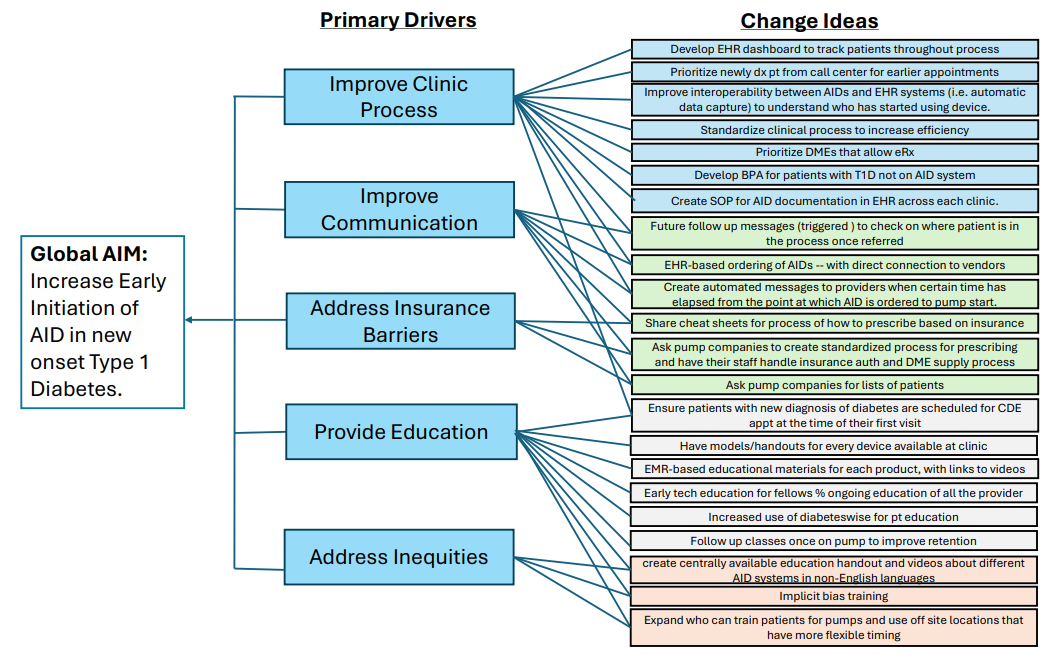 Primary Drivers
Change Ideas
Global AIM:
Increase Early
Initiation of
AID in new
onset Type 1
Diabetes.
Improve Clinic
Process
Improve
Communication
Address Insurance
Barriers
Provide Education
Address Inequities
Develop EHR dashboard to track patients throughout process
Prioritize newly dx pt from call center for earlier appointments
Improve interoperability between AIDs and EHR systems (i.e. automatic
data capture) to understand who has started using device.
Standardize clinical process to increase efficiency
Prioritize DMEs that allow eRx
Develop BPA for patients with T1D not on AID system
Create SOP for AID documentation in EHR across each clinic.
Future follow up messages (triggered ) to check on where patient is in
the process once referred
EHR-based ordering of AIDs -- with direct connection to vendors
Create automated messages to providers when certain time has
elapsed from the point at which AID is ordered to pump start.
Share cheat sheets for process of how to prescribe based on insurance
Ask pump companies to create standardized process for prescribing
and have their staff handle insurance auth and DME supply process
Ask pump companies for lists of patients
Ensure patients with new diagnosis of diabetes are scheduled for CDE
appt at the time of their first visit
Have models/handouts for every device available at clinic
EMR-based educational materials for each product, with links to videos
Early tech education for fellows % ongoing education of all the provider
Increased use of diabeteswise for pt education
Follow up classes once on pump to improve retention
create centrally available education handout and videos about different
AID systems in non-English languages
Implicit bias training
Expand who can train patients for pumps and use off site locations that
have more flexible timing